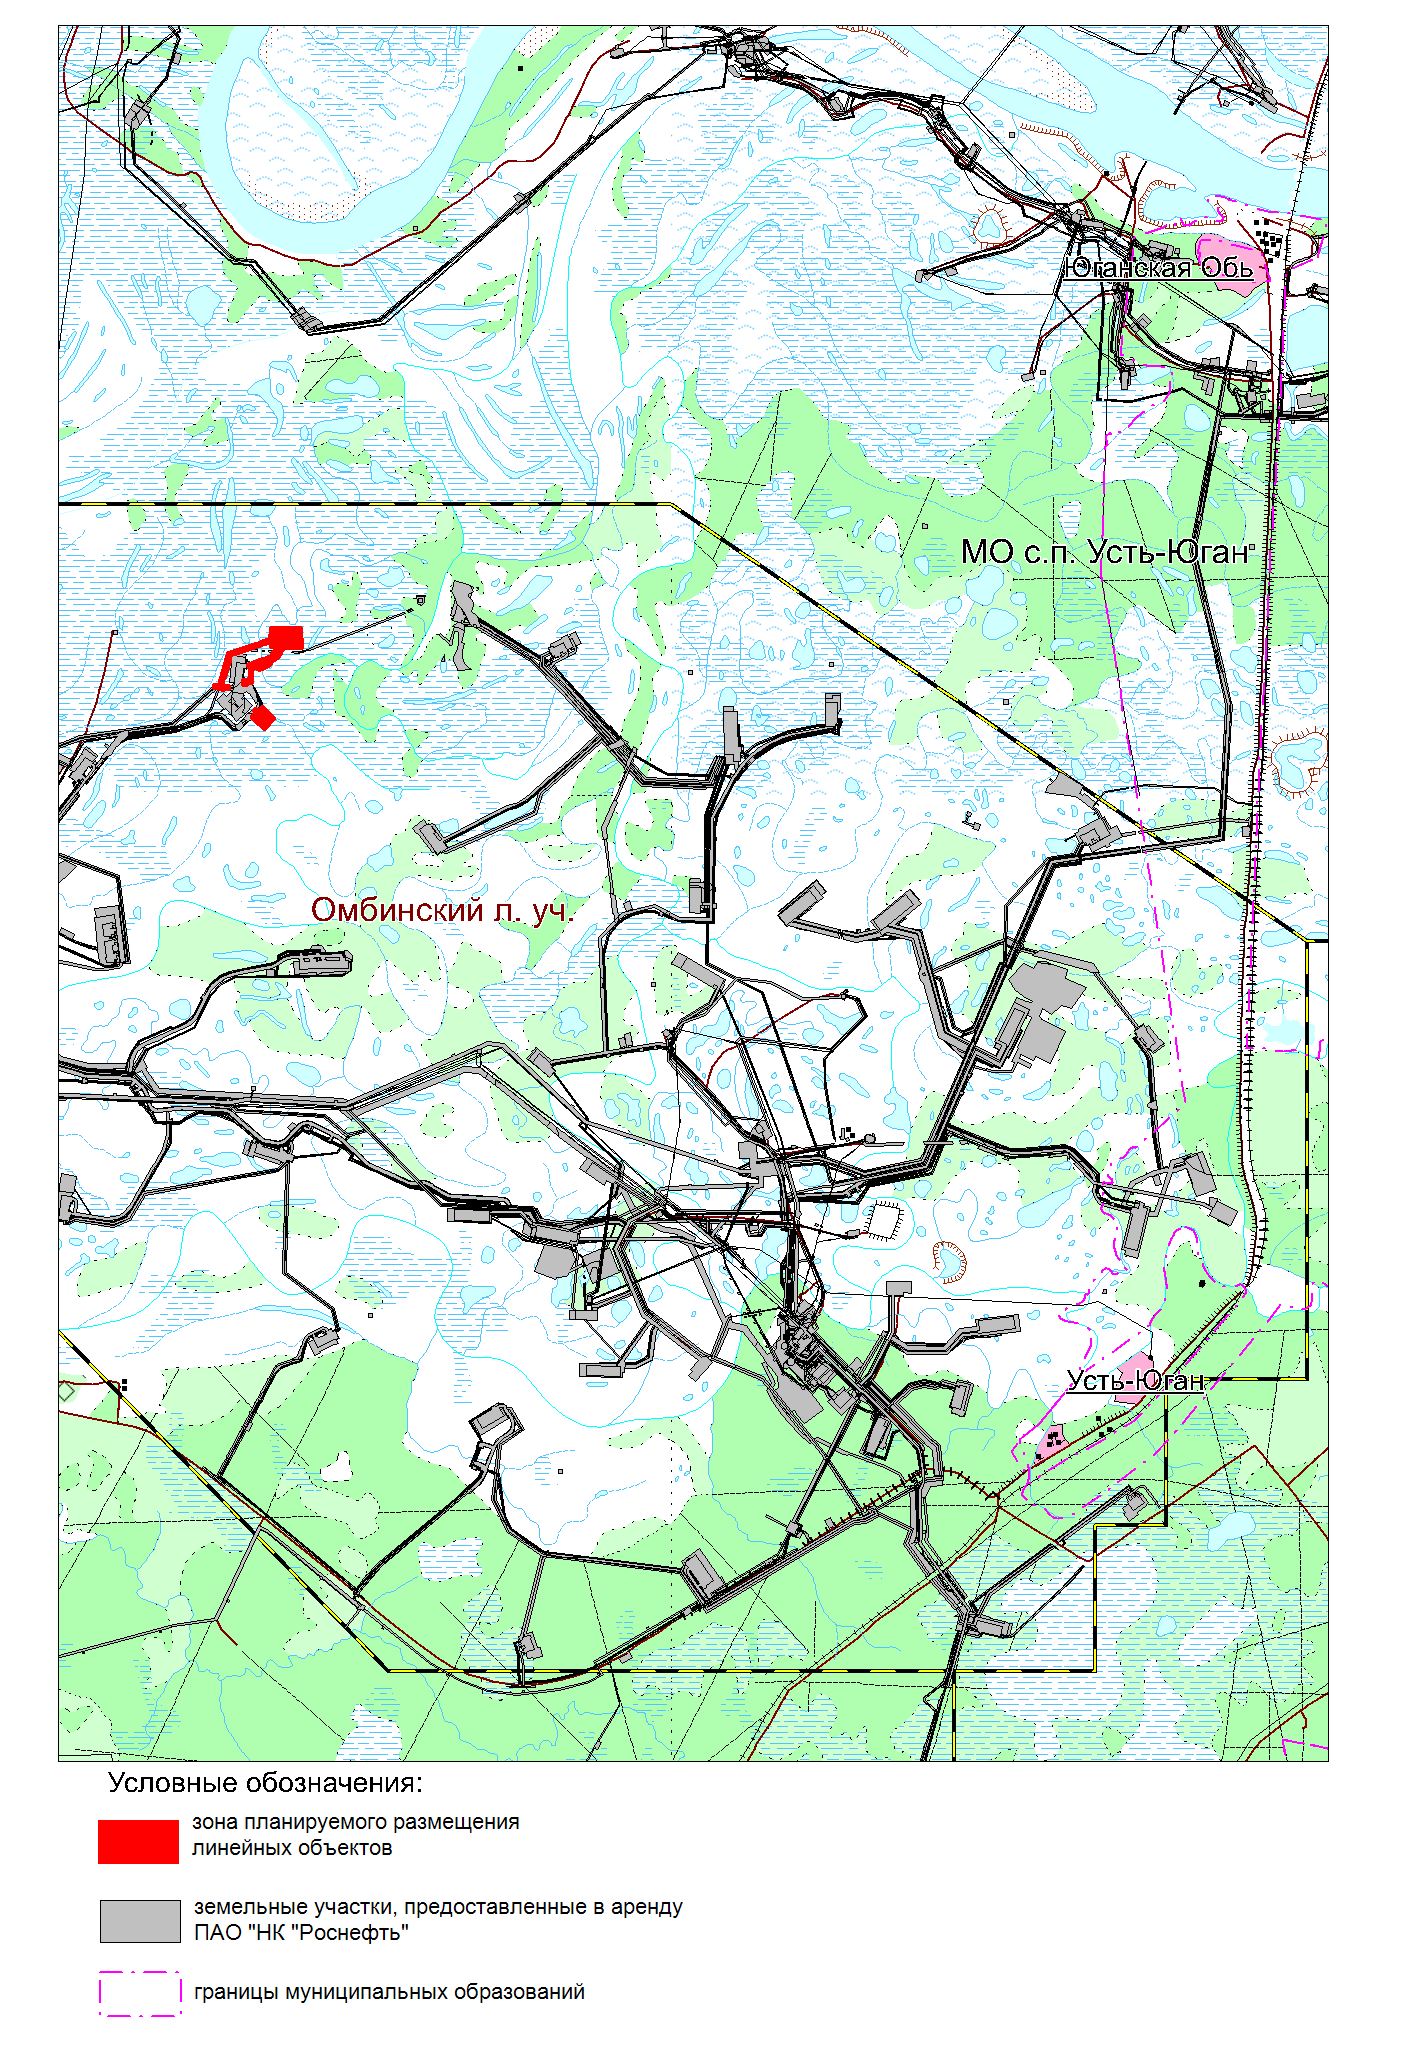 Юганская Обь
МО с.п. Усть-Юган
Омбинский л. уч.
Усть-Юган
Условные обозначения:
зона планируемого размещения
линейных объектов
земельные участки, предоставленные в аренду
ПАО "НК "Роснефть"
границы муниципальных образований